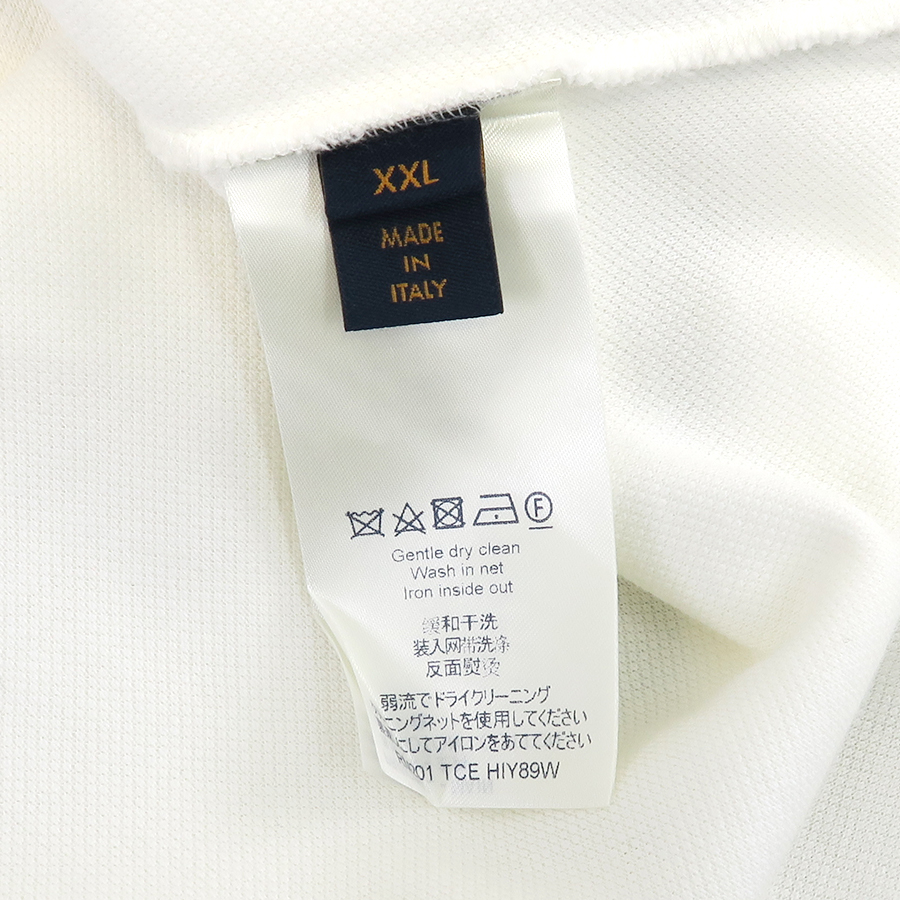 XXL
MADE
IN
ITALY
F
Gentle dry clean
Wash in net
Iron inside out
缓和干洗
装入网带洗涤
反面熨烫
弱流でドライクリーニング
ニングネットを使用してください
にしてアイロンをあててください
TCE HIY89W